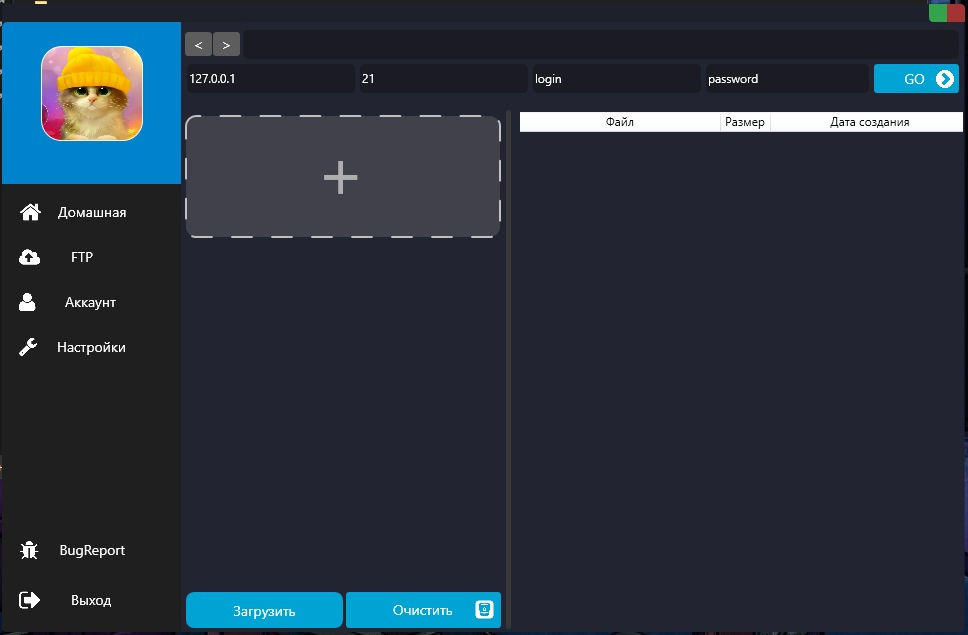 < >
127.0.0.1 21 login password GO
Файл Размер Дата создания
Домашная
FTP
Аккаунт
Настройки
BugReport
Выход
Загрузить Очистить